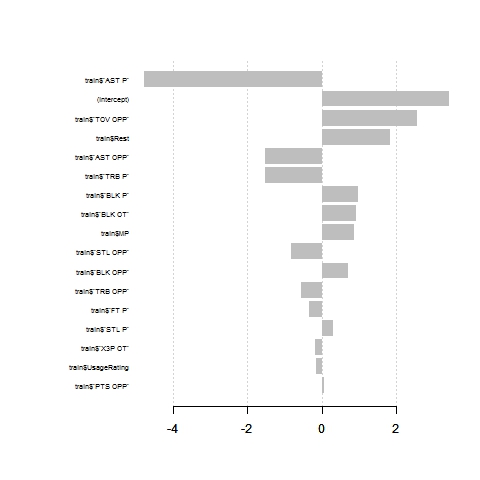 train$`AST P`
(Intercept)
train$`TOV OPP`
train$Rest
train$`AST OPP`
train$`TRB P`
train$`BLK P`
train$`BLK OT`
train$MP
train$`STL OPP`
train$`BLK OPP`
train$`TRB OPP`
train$`FT P`
train$`STL P`
train$`X3P OT`
train$UsageRating
train$`PTS OPP`
-4 -2 0 2